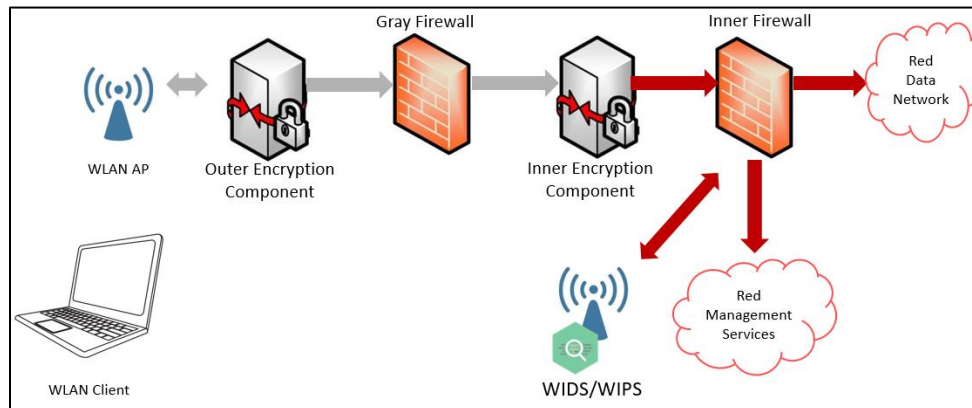 Gray Firewall
Inner Firewall
Red
Data
Network
WLAN AP
Outer Encryption
Component
Inner Encryption
Component
Red
Management
Services
WLAN Client
WIDS/WIPS